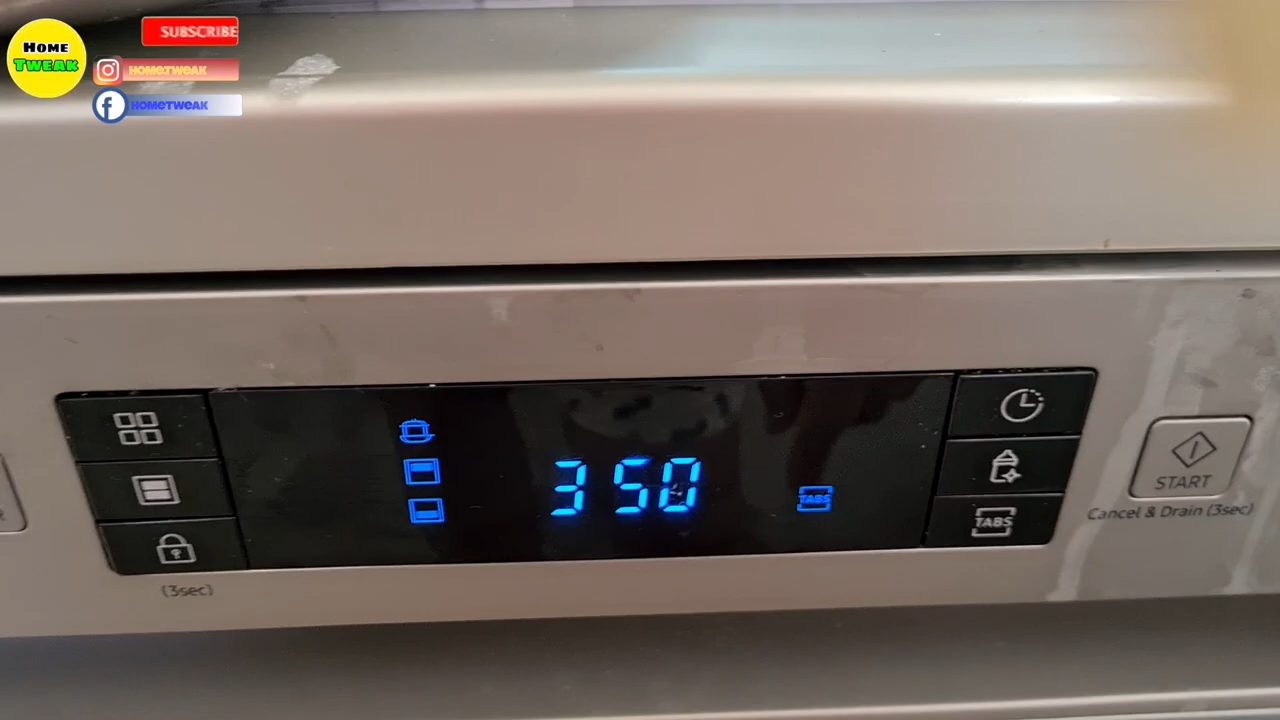 HOME
TWEAK
SUBSCRIBE
HOMETWEAK
HOMETWEAK
350
TABS
TABS
START
Cancel & Drain (3sec)
(3sec)